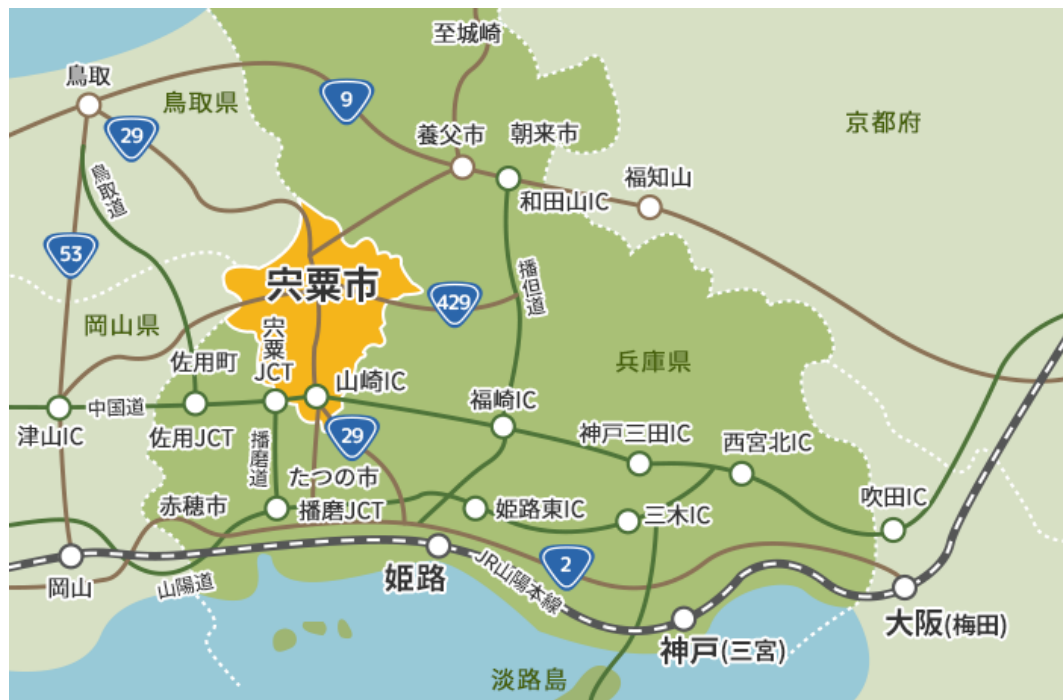 至城崎
鳥取
鳥取県
9
京都府
29
養父市
朝来市
福知山
和田山IC
鳥取道
53
宍粟市
播但道
429
岡山県
宍粟JCT
佐用町
山崎IC
兵庫県
中国道
福崎IC
津山IC
佐用JCT
29
神戸三田IC
西宮北IC
播磨道
たつの市
赤穂市
播磨JCT
姫路東IC
三木IC
吹田IC
岡山
山陽道
姫路
JR山陽本線
2
大阪(梅田)
神戸(三宮)
淡路島